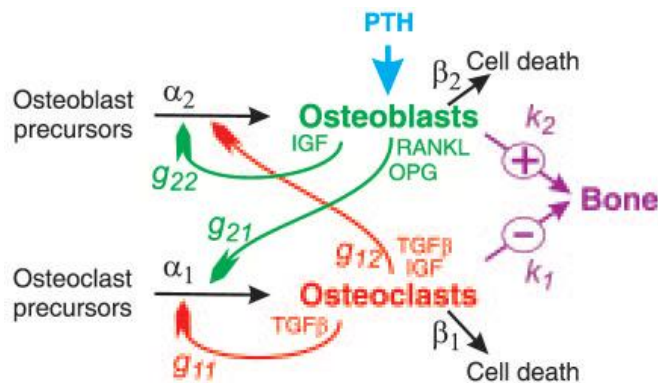 PTH
β2
Cell death
Osteoblast
precursors
α2
Osteoblasts
IGF
RANKL
OPG
k2
+
g22
Bone
g21
g12
TGFβ
IGF
−
k1
Osteoclast
precursors
α1
Osteoclasts
TGFβ
β1
g11
Cell death